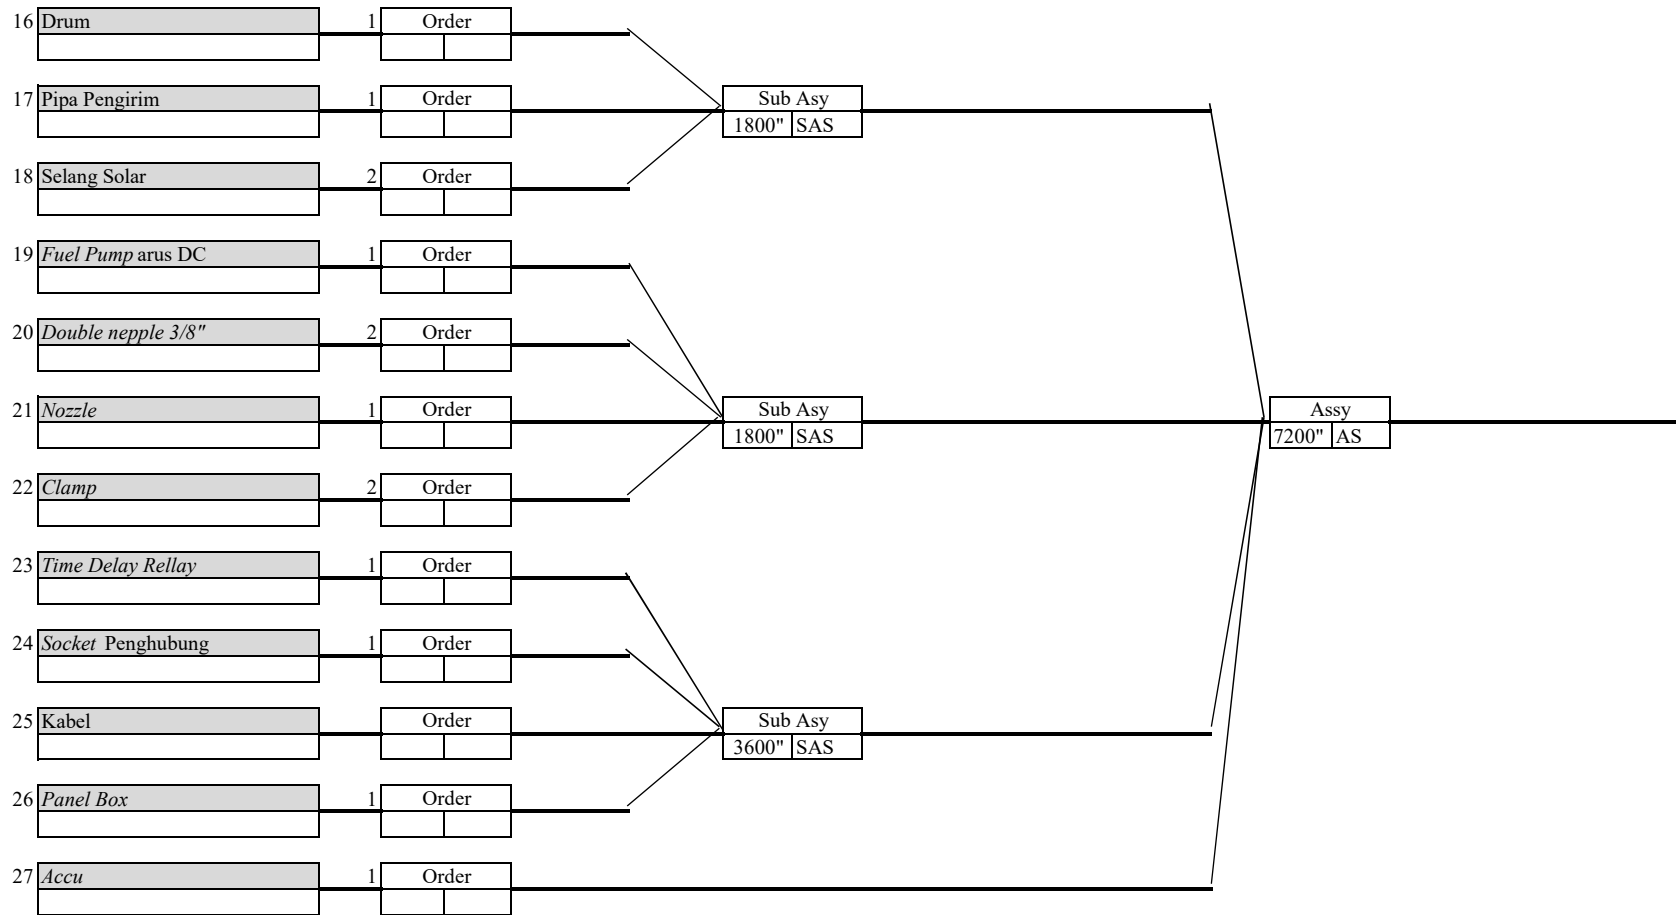 16 Drum 1 Order
17 Pipa Pengirim 1 Order Sub Asy
1800" SAS
18 Selang Solar 2 Order
19 Fuel Pump arus DC 1 Order
20 Double nepple 3/8" 2 Order
21 Nozzle 1 Order Sub Asy Assy
1800" SAS 7200" AS
22 Clamp 2 Order
23 Time Delay Rellay 1 Order
24 Socket Penghubung 1 Order
25 Kabel Order Sub Asy
3600" SAS
26 Panel Box 1 Order
27 Accu 1 Order